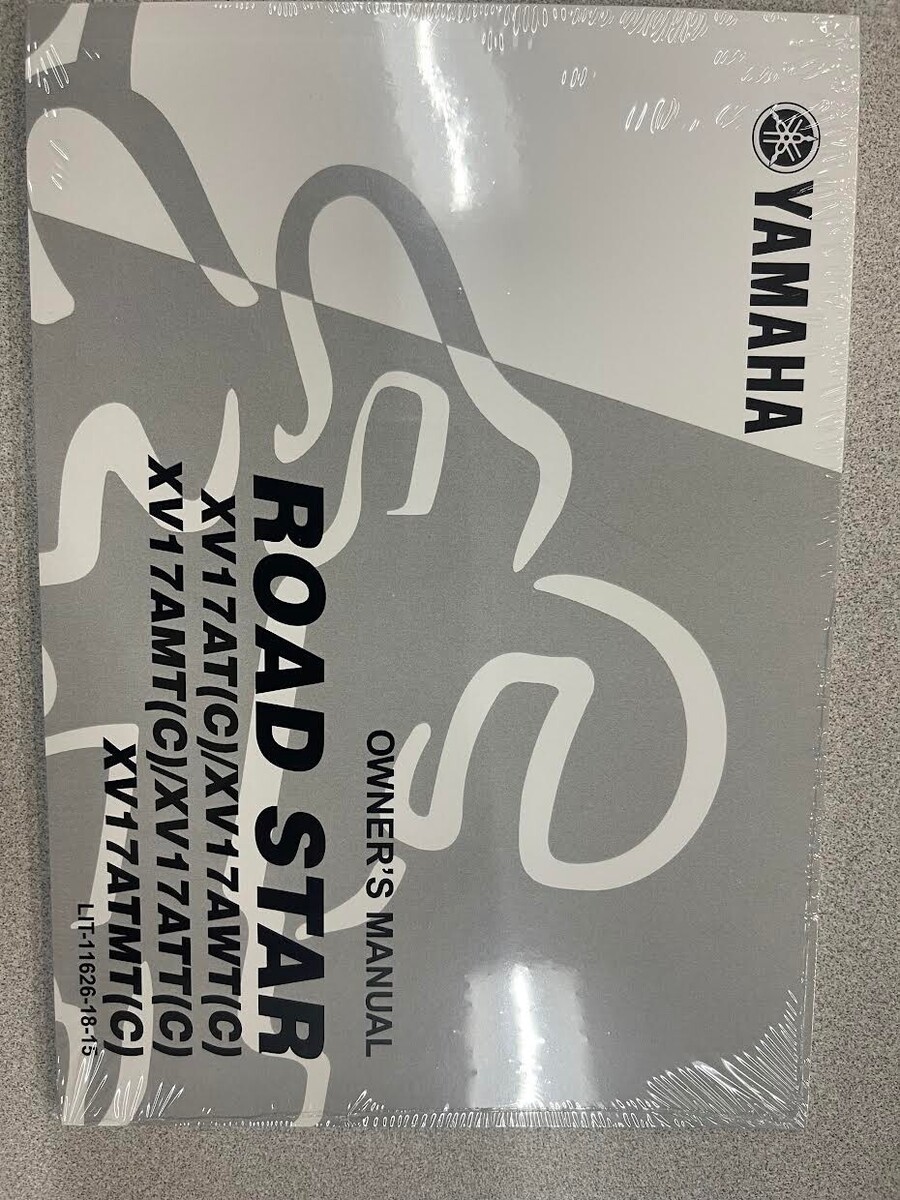 YAMAHA
OWNER'S MANUAL
ROAD STAR
XV17AT(C)/XV17AWT(C)
XV17AMT(C)/XV17ATT(C)
XV17ATMT(C)
LIT-11626-18-15